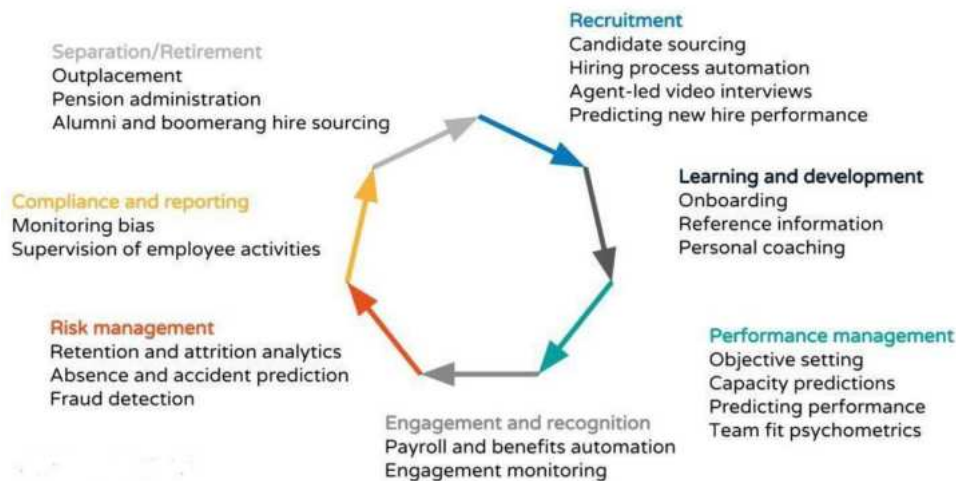 Recruitment
Candidate sourcing
Hiring process automation
Agent-led video interviews
Predicting new hire performance
Learning and development
Onboarding
Reference information
Personal coaching
Performance management
Objective setting
Capacity predictions
Predicting performance
Team fit psychometrics
Engagement and recognition
Payroll and benefits automation
Engagement monitoring
Risk management
Retention and attrition analytics
Absence and accident prediction
Fraud detection
Compliance and reporting
Monitoring bias
Supervision of employee activities
Separation/Retirement
Outplacement
Pension administration
Alumni and boomerang hire sourcing